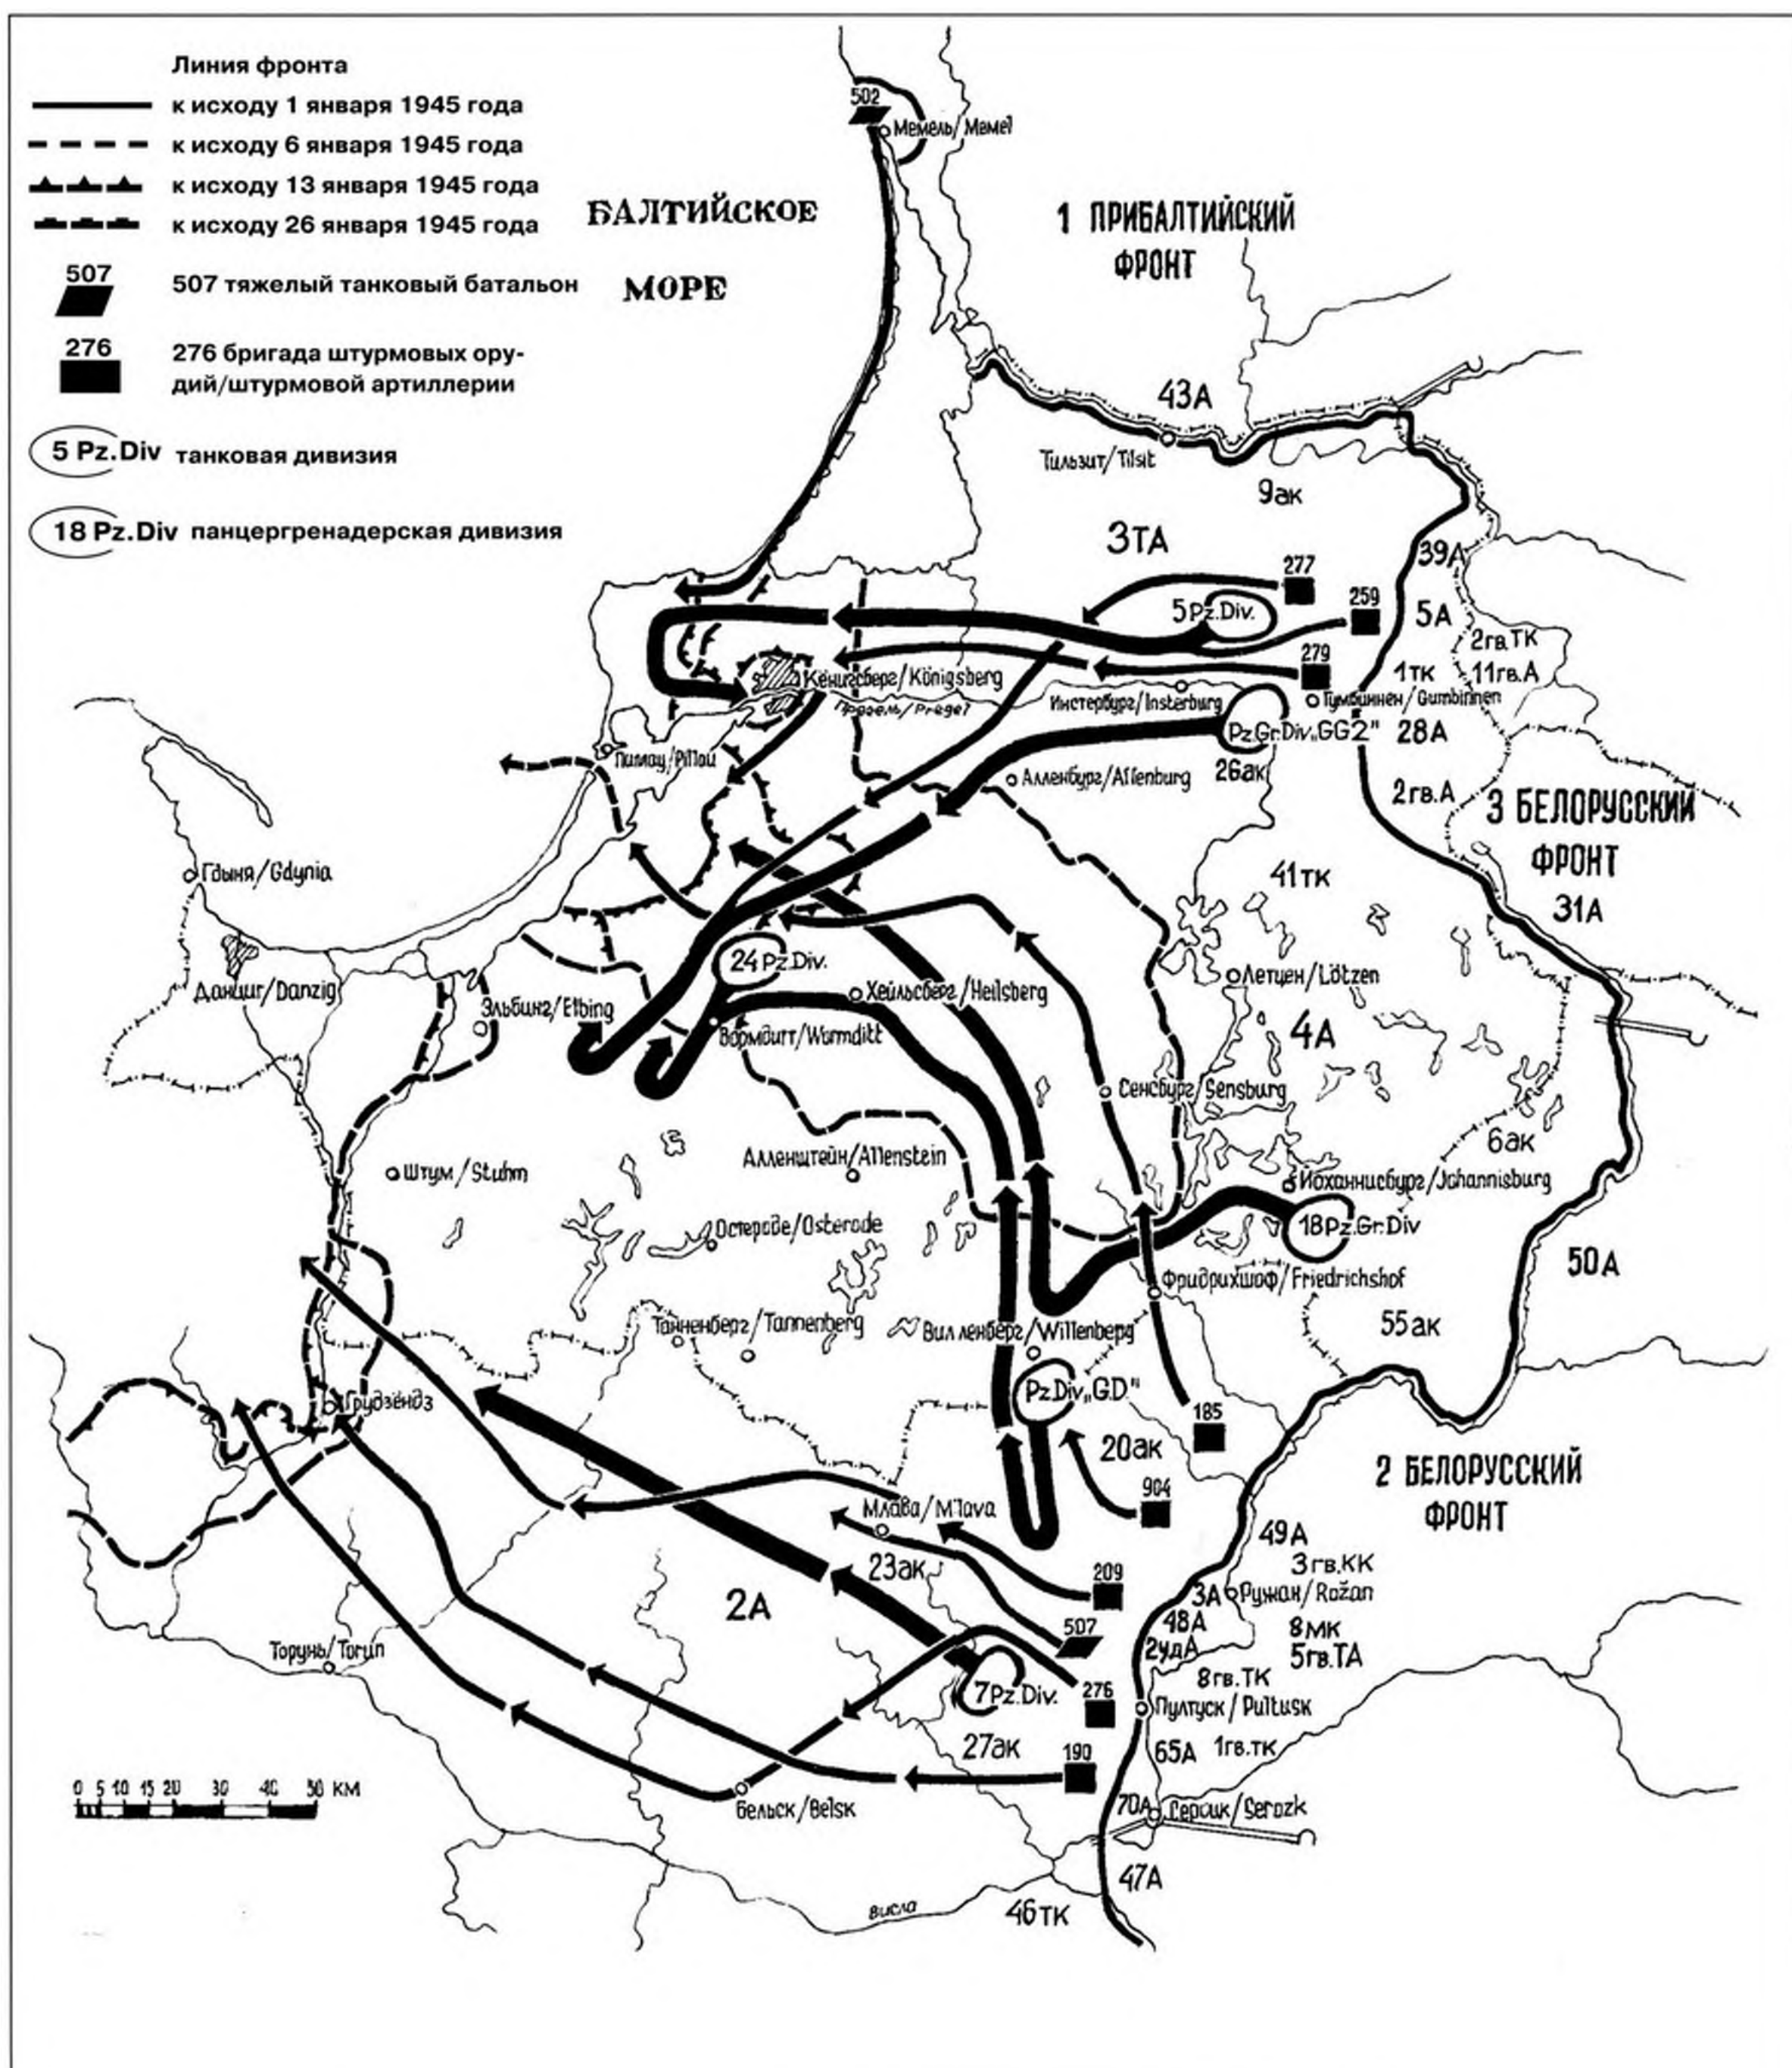 Линия фронта
к исходу 1 января 1945 года
к исходу 6 января 1945 года
к исходу 13 января 1945 года
к исходу 26 января 1945 года
507
507 тяжелый танковый батальон
276
276 бригада штурмовых ору-
дий/штурмовой артиллерии
5 Pz.Div танковая дивизия
18 Pz.Div панцергренадерская дивизия
502
Мемель/Memel
БАЛТИЙСКОЕ
МОРЕ
1 ПРИБАЛТИЙСКИЙ
ФРОНТ
43А
Тильзит/Tilsit
9ак
3ТА
39А
277
5 Pz.Div.
259
5А
2гв.ТК
279
1тк
11гв.А
Кёнигсберг/Königsberg
Прегель/Pregel
Инстербург/Insterburg
Гумбиннен/Gumbinnen
Pz.Gr.Div„GG2"
28А
26ак
Пиллау/Pillau
Алленбург/Allenburg
2гв.А
3 БЕЛОРУССКИЙ
ФРОНТ
Гдыня/Gdynia
41тк
31А
24 Pz.Div.
Летцен/Lötzen
Данциг/Danzig
Хейльсберг/Heilsberg
Эльбинг/Elbing
Вормдитт/Wormditt
4А
Сенсбург/Sensburg
6ак
Штум/Stuhm
Алленштейн/Allenstein
Йоханнисбург/Johannisburg
Остероде/Osterode
18Pz.Gr.Div
50А
Фридрихшоф/Friedrichshof
55ак
Танненберг/Tannenberg
Вилленберг/Willenberg
Pz.Div„G.D."
Грудзёндз
185
20ак
2 БЕЛОРУССКИЙ
ФРОНТ
904
Млава/Mlava
49А
23ак
3гв.КК
209
3А
Ружан/Rožan
2А
48А
8мк
507
2удА
5гв.ТА
Торунь/Toruń
8гв.ТК
7Pz.Div.
276
Пултуск/Pultusk
27ак
65А
1гв.тк
190
0 5 10 15 20 30 40 50 КМ
Бельск/Belsk
70А
Сероцк/Serozk
47А
Висла
46ТК